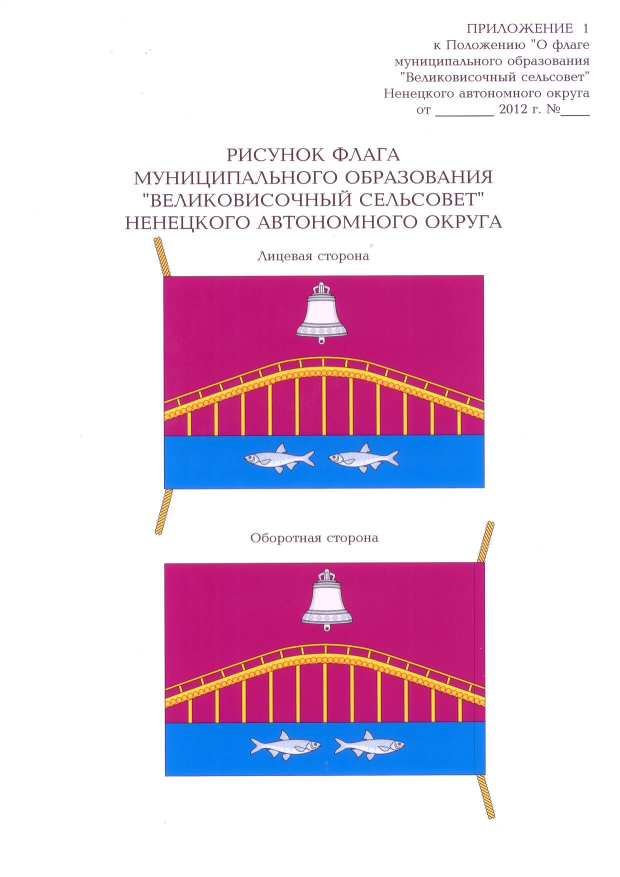 ПРИЛОЖЕНИЕ 1
к Положению "О флаге
муниципального образования
"Великовисочный сельсовет"
Ненецкого автономного округа
от _________ 2012 г. №____
РИСУНОК ФЛАГА
МУНИЦИПАЛЬНОГО ОБРАЗОВАНИЯ
"ВЕЛИКОВИСОЧНЫЙ СЕЛЬСОВЕТ"
НЕНЕЦКОГО АВТОНОМНОГО ОКРУГА
Лицевая сторона
Оборотная сторона